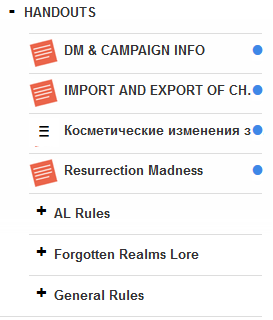 HANDOUTS
DM & CAMPAIGN INFO
IMPORT AND EXPORT OF CH.
Косметические изменения з
Resurrection Madness
AL Rules
Forgotten Realms Lore
General Rules